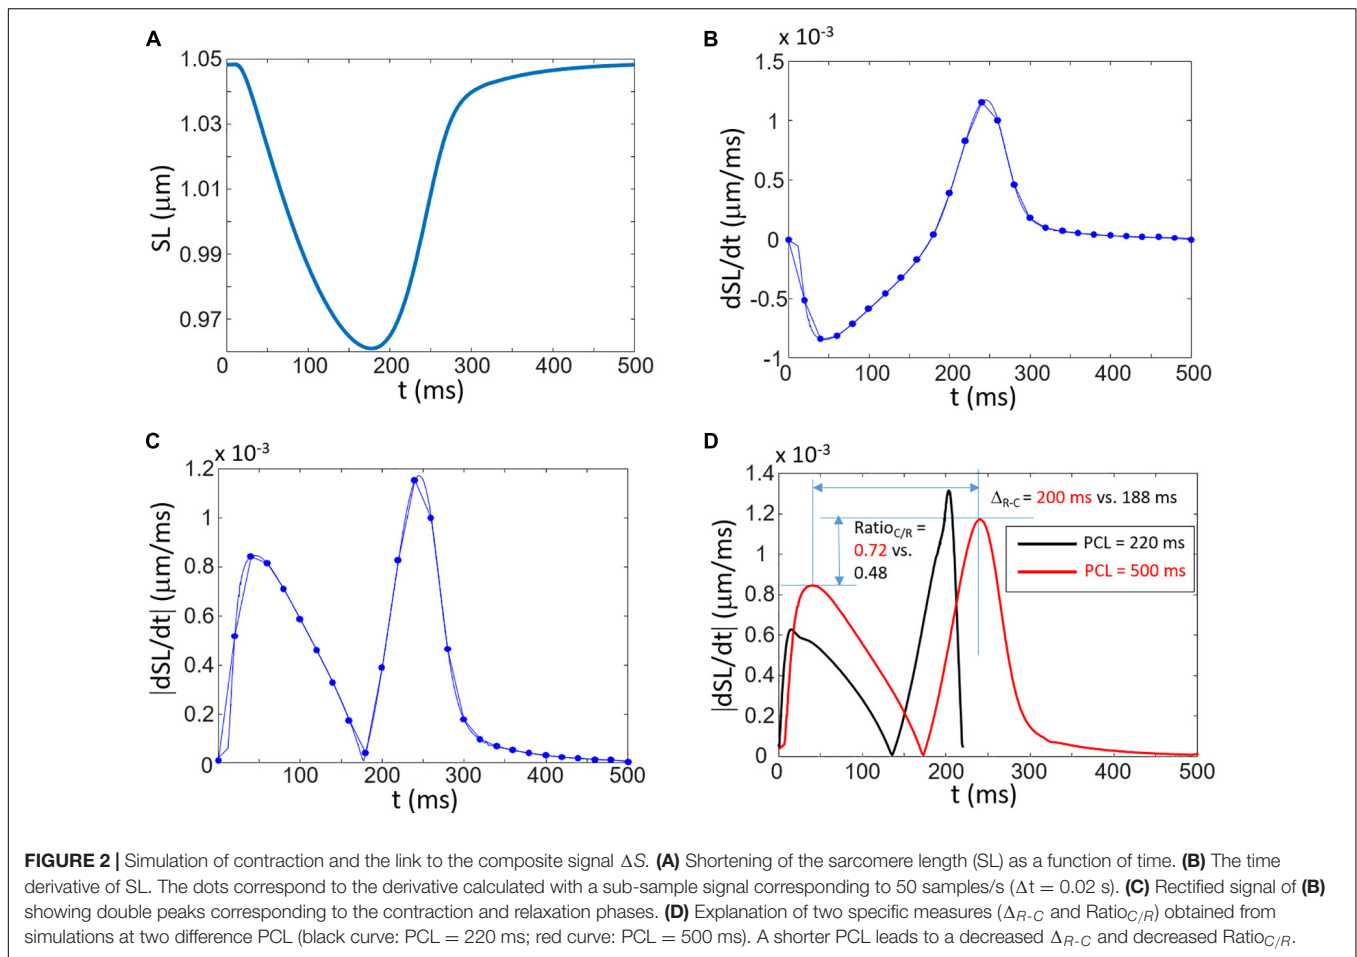 A
1.05
1.03
1.01
0.99
0.97
SL (μm)
0 100 200 300 400 500
t (ms)
B
x 10-3
1.5
1
0.5
0
-0.5
-1
dSL/dt (μm/ms)
0 100 200 300 400 500
t (ms)
C
x 10-3
1.2
1
0.8
0.6
0.4
0.2
0
|dSL/dt| (μm/ms)
0 100 200 300 400 500
t (ms)
D
x 10-3
1.4
1.2
1
0.8
0.6
0.4
0.2
0
|dSL/dt| (μm/ms)
ΔR-C = 200 ms vs. 188 ms
RatioC/R =
0.72 vs.
0.48
PCL = 220 ms
PCL = 500 ms
0 100 200 300 400 500
t (ms)
FIGURE 2 | Simulation of contraction and the link to the composite signal ΔS. (A) Shortening of the sarcomere length (SL) as a function of time. (B) The time
derivative of SL. The dots correspond to the derivative calculated with a sub-sample signal corresponding to 50 samples/s (Δt = 0.02 s). (C) Rectified signal of (B)
showing double peaks corresponding to the contraction and relaxation phases. (D) Explanation of two specific measures (ΔR-C and RatioC/R) obtained from
simulations at two difference PCL (black curve: PCL = 220 ms; red curve: PCL = 500 ms). A shorter PCL leads to a decreased ΔR-C and decreased RatioC/R.